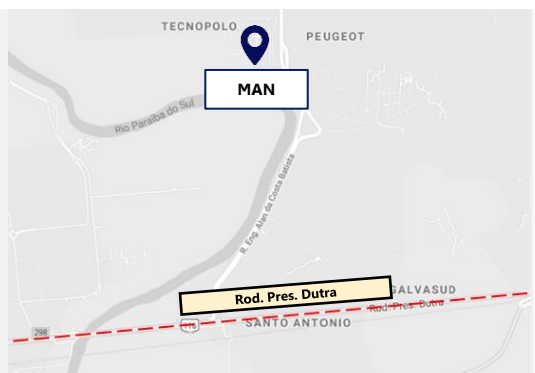 TECNOPOLO
PEUGEOT
MAN
Rio Paraíba do Sul
R. Eng. Alan da Costa Batista
Rod. Pres. Dutra
GALVASUD
Rod. Pres. Dutra
298
116
SANTO ANTONIO